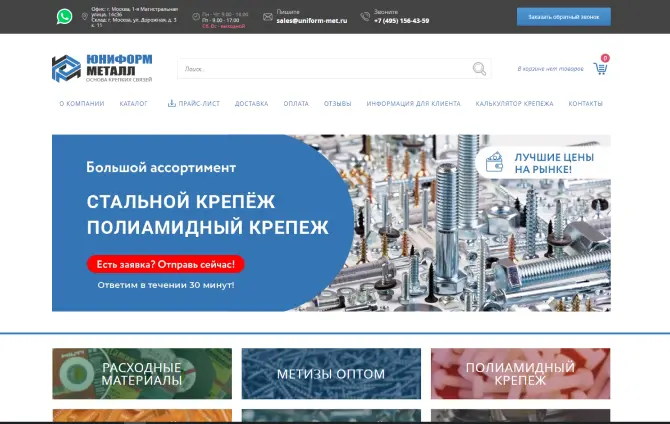 Офис: г. Москва, 1-я Магистральная
улица, 14с36
Склад: г. Москва, ул. Дорожная, д. 3
к. 11
Пн - Чт: 9.00 - 18.00
Пт - 9.00 - 17.00
Сб, Вс - выходной
Пишите
sales@uniform-met.ru
Звоните
+7 (495) 156-43-59
Заказать обратный звонок
ЮНИФОРМ
МЕТАЛЛ
ОСНОВА КРЕПКИХ СВЯЗЕЙ
Поиск...
В корзине нет товаров
0
О КОМПАНИИ КАТАЛОГ ПРАЙС-ЛИСТ ДОСТАВКА ОПЛАТА ОТЗЫВЫ ИНФОРМАЦИЯ ДЛЯ КЛИЕНТА КАЛЬКУЛЯТОР КРЕПЕЖА КОНТАКТЫ
Большой ассортимент
СТАЛЬНОЙ КРЕПЁЖ
ПОЛИАМИДНЫЙ КРЕПЕЖ
Есть заявка? Отправь сейчас!
Ответим в течении 30 минут!
ЛУЧШИЕ ЦЕНЫ
НА РЫНКЕ!
РАСХОДНЫЕ
МАТЕРИАЛЫ
МЕТИЗЫ ОПТОМ
ПОЛИАМИДНЫЙ
КРЕПЕЖ